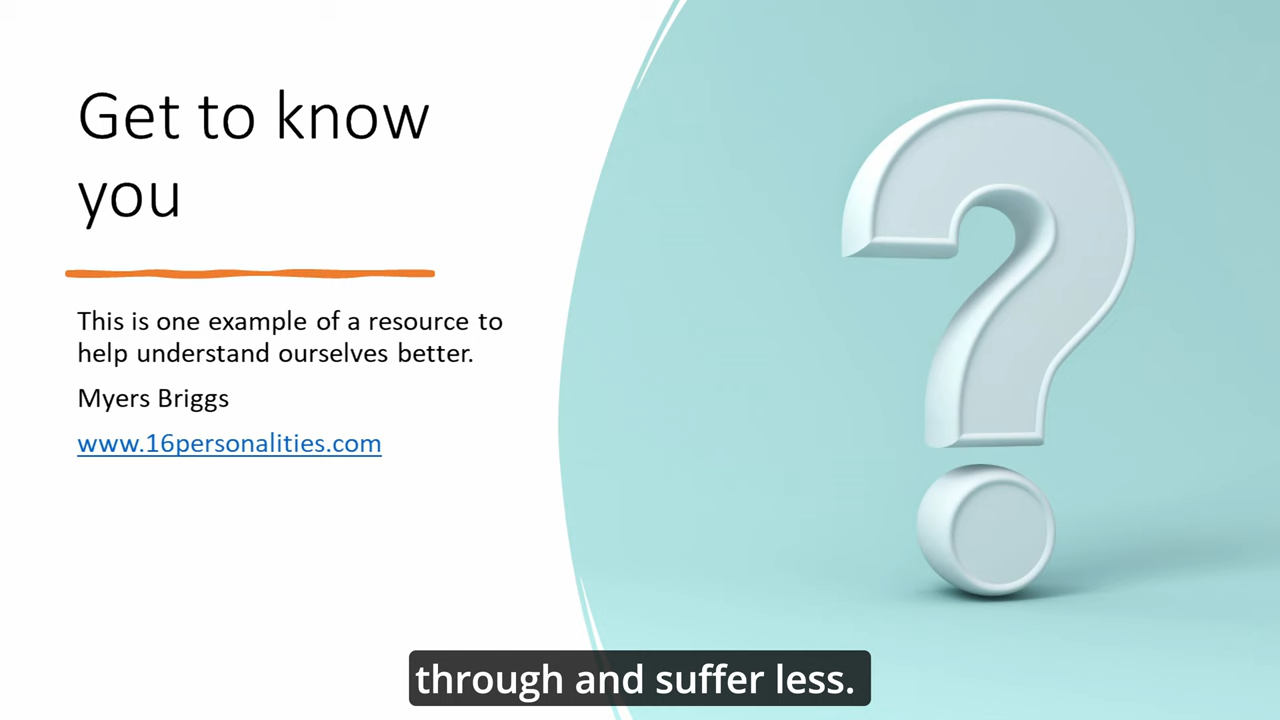 Get to know
you
This is one example of a resource to
help understand ourselves better.
Myers Briggs
www.16personalities.com
through and suffer less.